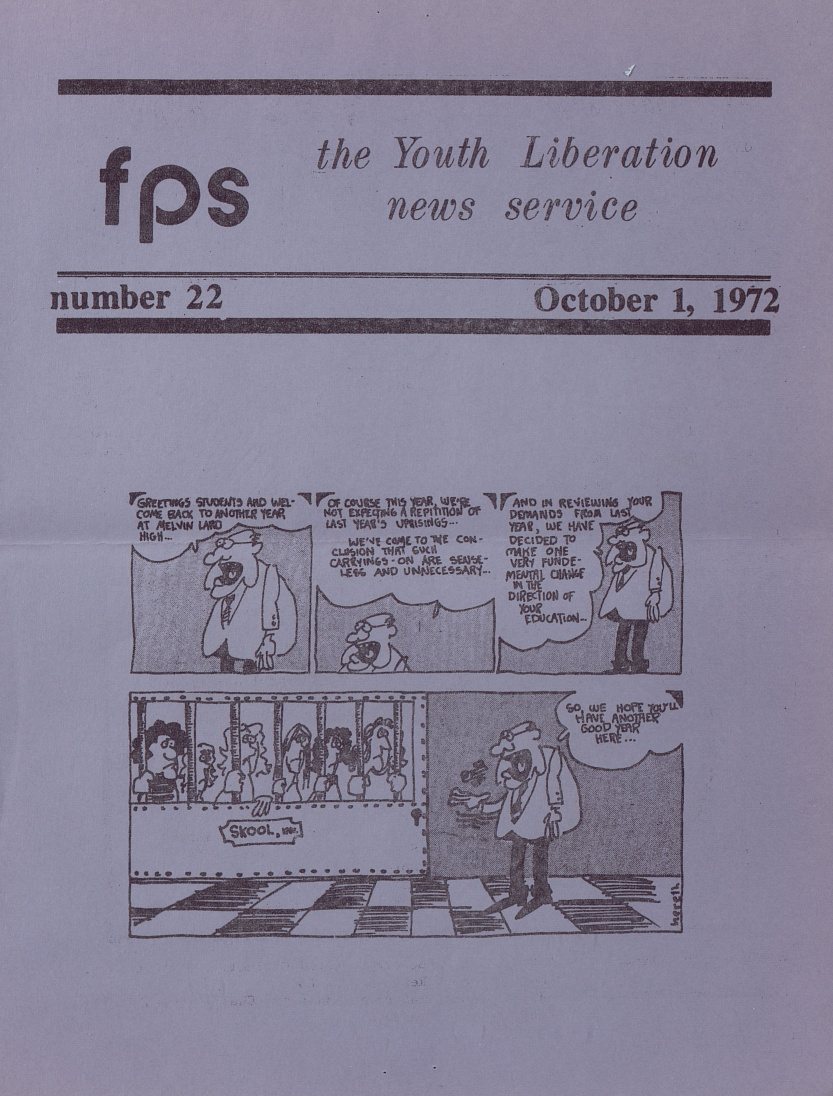 fps
the Youth Liberation
news service
number 22
October 1, 1972
GREETINGS STUDENTS AND WEL-
COME BACK TO ANOTHER YEAR
AT MELVIN LARD
HIGH...
OF COURSE THIS YEAR, WE'RE
NOT EXPECTING A REPITITION OF
LAST YEAR'S UPRISINGS...
WE'VE COME TO THE CON-
CLUSION THAT SUCH
CARRYINGS-ON ARE SENSE-
LESS AND UNNECESSARY...
AND IN REVIEWING YOUR
DEMANDS FROM LAST
YEAR, WE HAVE
DECIDED TO
MAKE ONE
VERY FUNDE-
MENTAL CHANGE
IN THE
DIRECTION OF
YOUR
EDUCATION...
SO, WE HOPE YOU'LL
HAVE ANOTHER
GOOD YEAR
HERE...
SKOOL, INC.